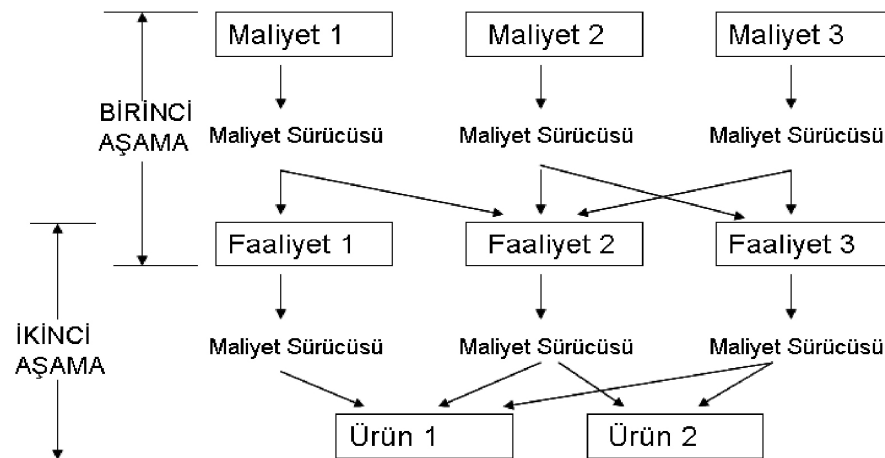 Maliyet 1 Maliyet 2 Maliyet 3
BİRİNCİ
AŞAMA
Maliyet Sürücüsü Maliyet Sürücüsü Maliyet Sürücüsü
Faaliyet 1 Faaliyet 2 Faaliyet 3
İKİNCİ
AŞAMA
Maliyet Sürücüsü Maliyet Sürücüsü Maliyet Sürücüsü
Ürün 1 Ürün 2